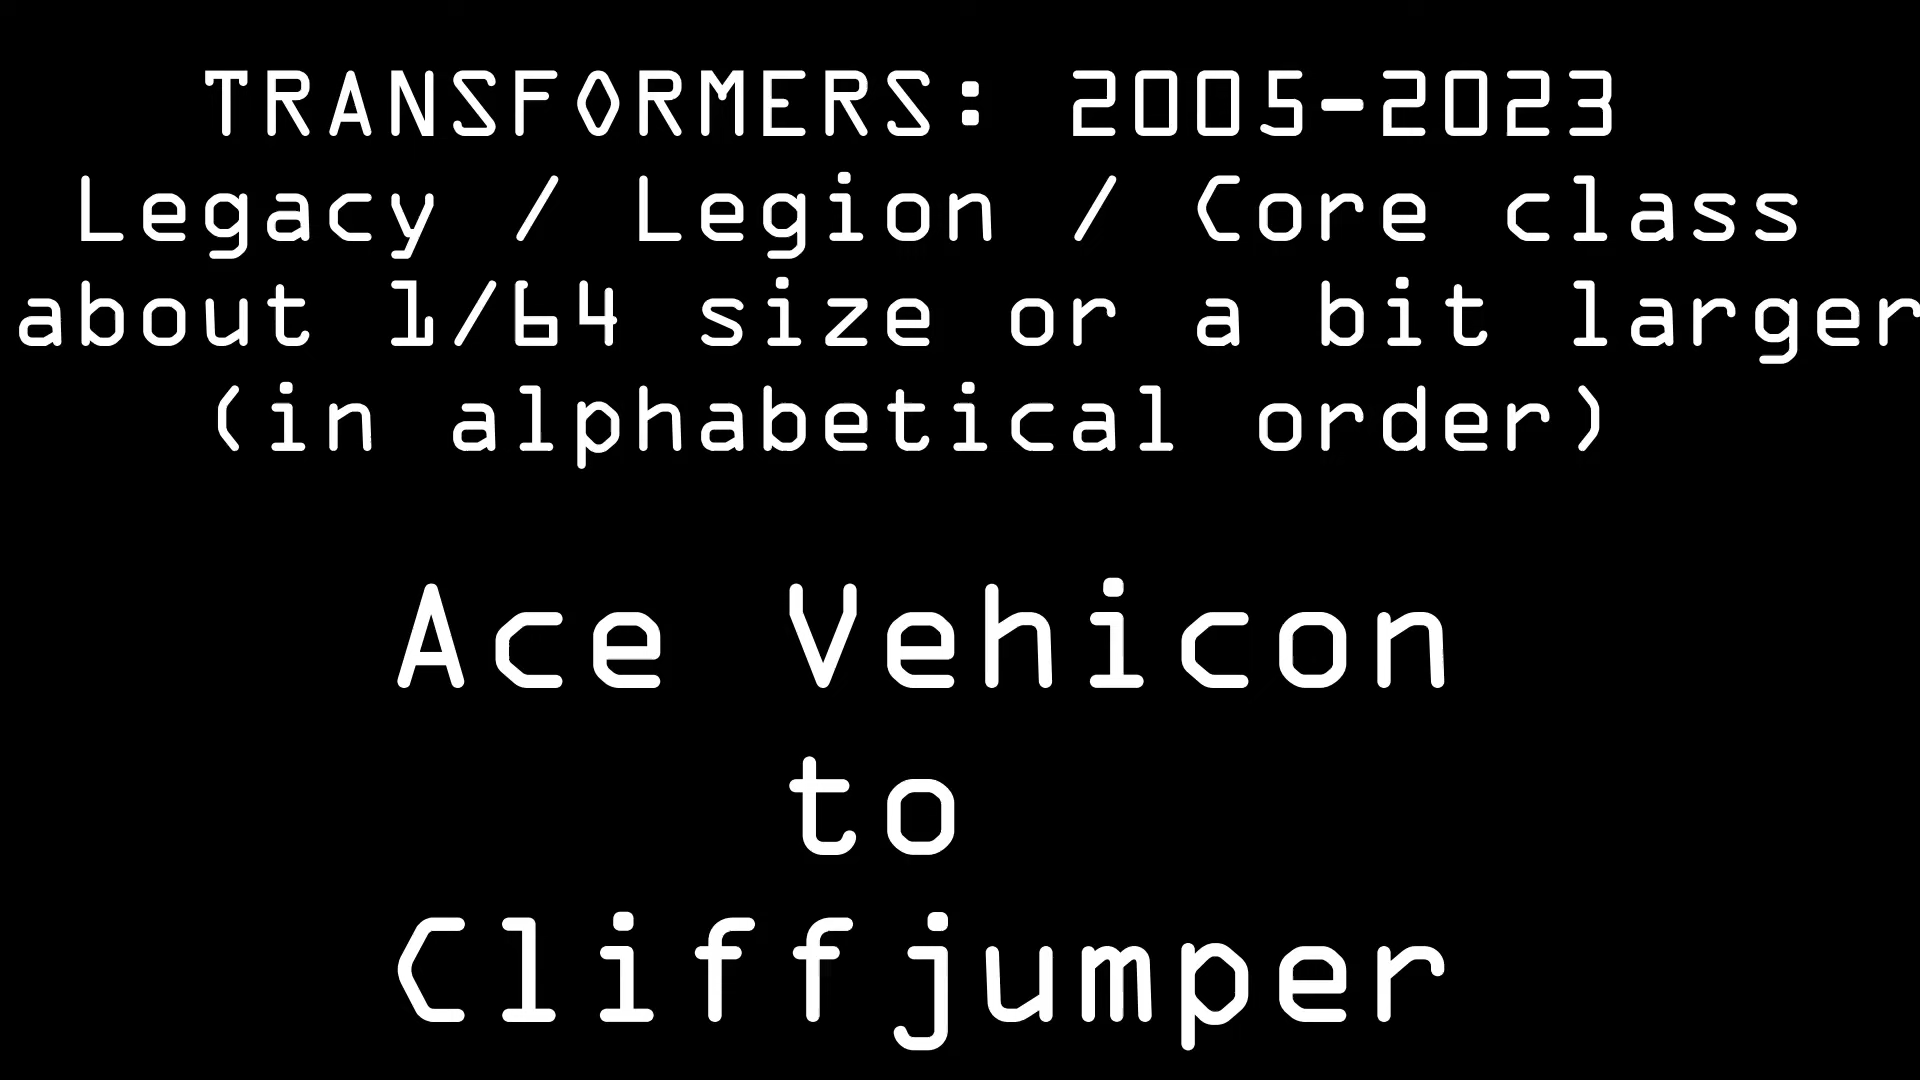 TRANSFORMERS: 2005-2023
Legacy / Legion / Core class
about 1/64 size or a bit larger
(in alphabetical order)
Ace Vehicon
to
Cliffjumper